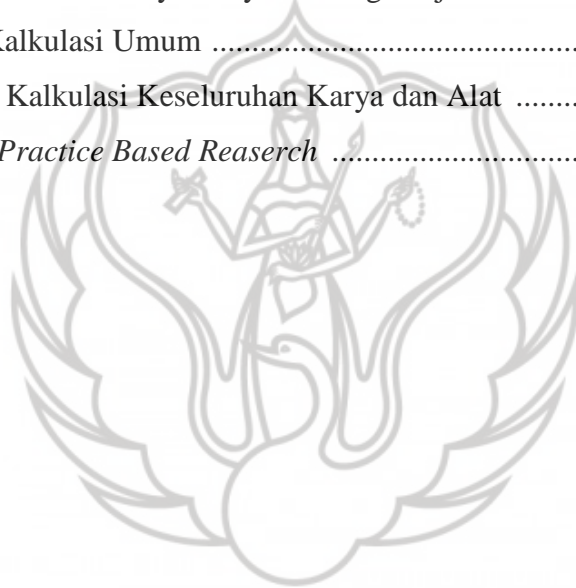 Kalkulasi Umum ........................................
Kalkulasi Keseluruhan Karya dan Alat ........
Practice Based Reaserch ............................